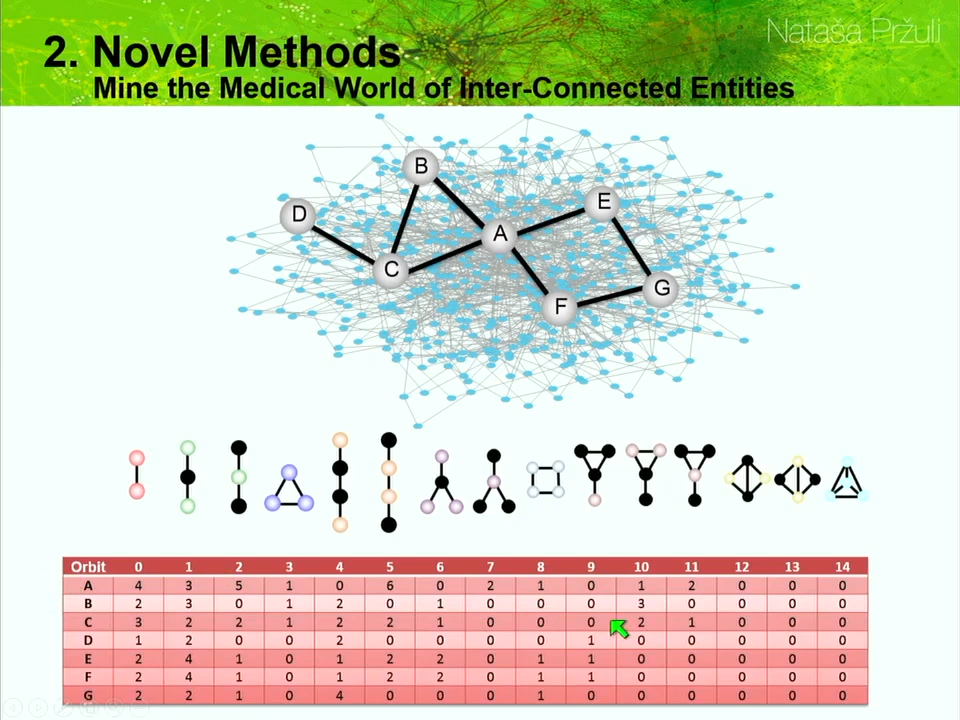 Nataša Pržulj
2. Novel Methods
Mine the Medical World of Inter-Connected Entities
B
D
E
A
C
G
F
Orbit 0 1 2 3 4 5 6 7 8 9 10 11 12 13 14
A 4 3 5 1 0 6 0 2 1 0 1 2 0 0 0
B 2 3 0 1 2 0 1 0 0 0 3 0 0 0 0
C 3 2 2 1 2 2 1 0 0 0 2 1 0 0 0
D 1 2 0 0 2 0 0 0 0 1 0 0 0 0 0
E 2 4 1 0 1 2 2 0 1 1 0 0 0 0 0
F 2 4 1 0 1 2 2 0 1 1 0 0 0 0 0
G 2 2 1 0 4 0 0 0 1 0 0 0 0 0 0